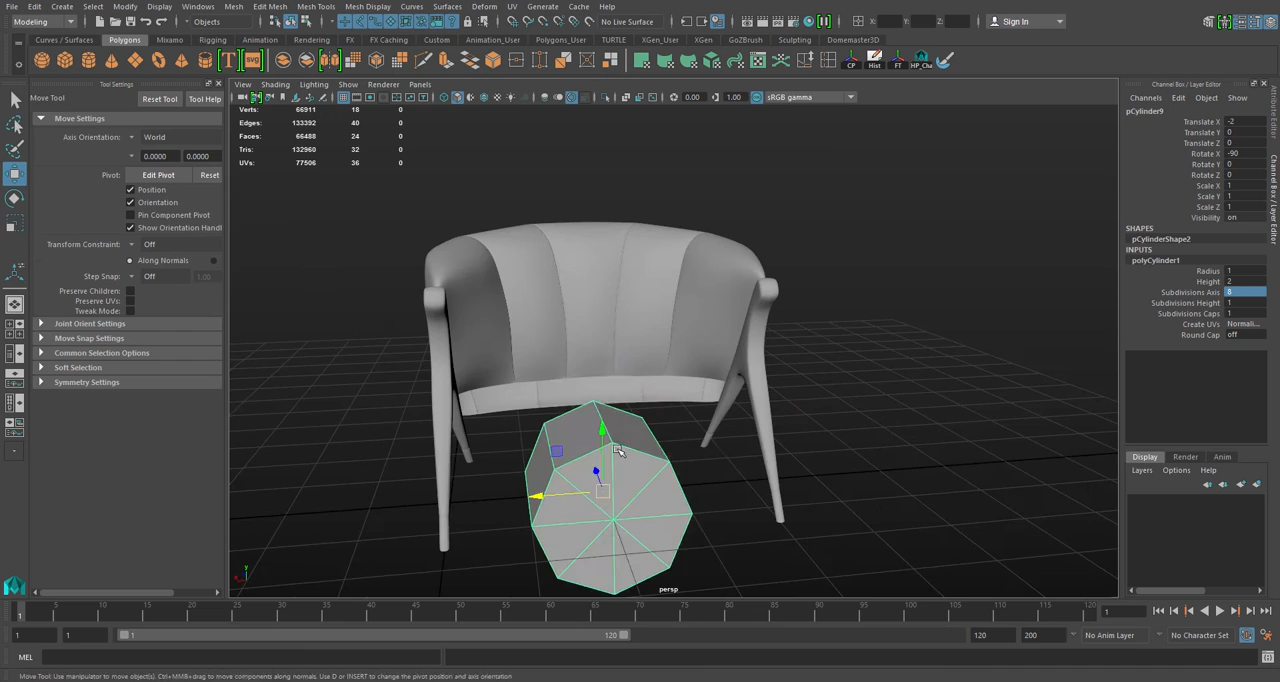 File Edit Create Select Modify Display Windows Mesh Edit Mesh Mesh Tools Mesh Display Curves Surfaces Deform UV Generate Cache Help
Modeling Objects No Live Surface X: Y: Z: Sign In
Curves / Surfaces Polygons Mixamo Rigging Animation Rendering FX FX Caching Custom Animation_User Polygons_User TURTLE XGen_User XGen GoZBrush Sculpting Domemaster3D
T SVG CP Hist FT HP_Cha
Tool Settings
Move Tool Reset Tool Tool Help
Move Settings
Axis Orientation: World
0.0000 0.0000
Pivot: Edit Pivot Reset
Position
Orientation
Pin Component Pivot
Show Orientation Handl
Transform Constraint: Off
Along Normals
Step Snap: Off 1.00
Preserve Children:
Preserve UVs:
Tweak Mode:
Joint Orient Settings
Move Snap Settings
Common Selection Options
Soft Selection
Symmetry Settings
View Shading Lighting Show Renderer Panels
0.00 1.00 sRGB gamma
Verts: 66911 18 0
Edges: 133392 40 0
Faces: 66488 24 0
Tris: 132960 32 0
UVs: 77506 36 0
persp
Channel Box / Layer Editor
Channels Edit Object Show
pCylinder9
Translate X -2
Translate Y 0
Translate Z 0
Rotate X -90
Rotate Y 0
Rotate Z 0
Scale X 1
Scale Y 1
Scale Z 1
Visibility on
SHAPES
pCylinderShape2
INPUTS
polyCylinder1
Radius 1
Height 2
Subdivisions Axis 8
Subdivisions Height 1
Subdivisions Caps 1
Create UVs Normali...
Round Cap off
Display Render Anim
Layers Options Help
Attribute Editor
Channel Box / Layer Editor
1 5 10 15 20 25 30 35 40 45 50 55 60 65 70 75 80 85 90 95 100 105 110 115 120 1
1 1 1 120 120 200 No Anim Layer No Character Set
MEL
Move Tool: Use manipulator to move object(s). Ctrl+MMB+drag to move components along normals. Use D or INSERT to change the pivot position and axis orientation